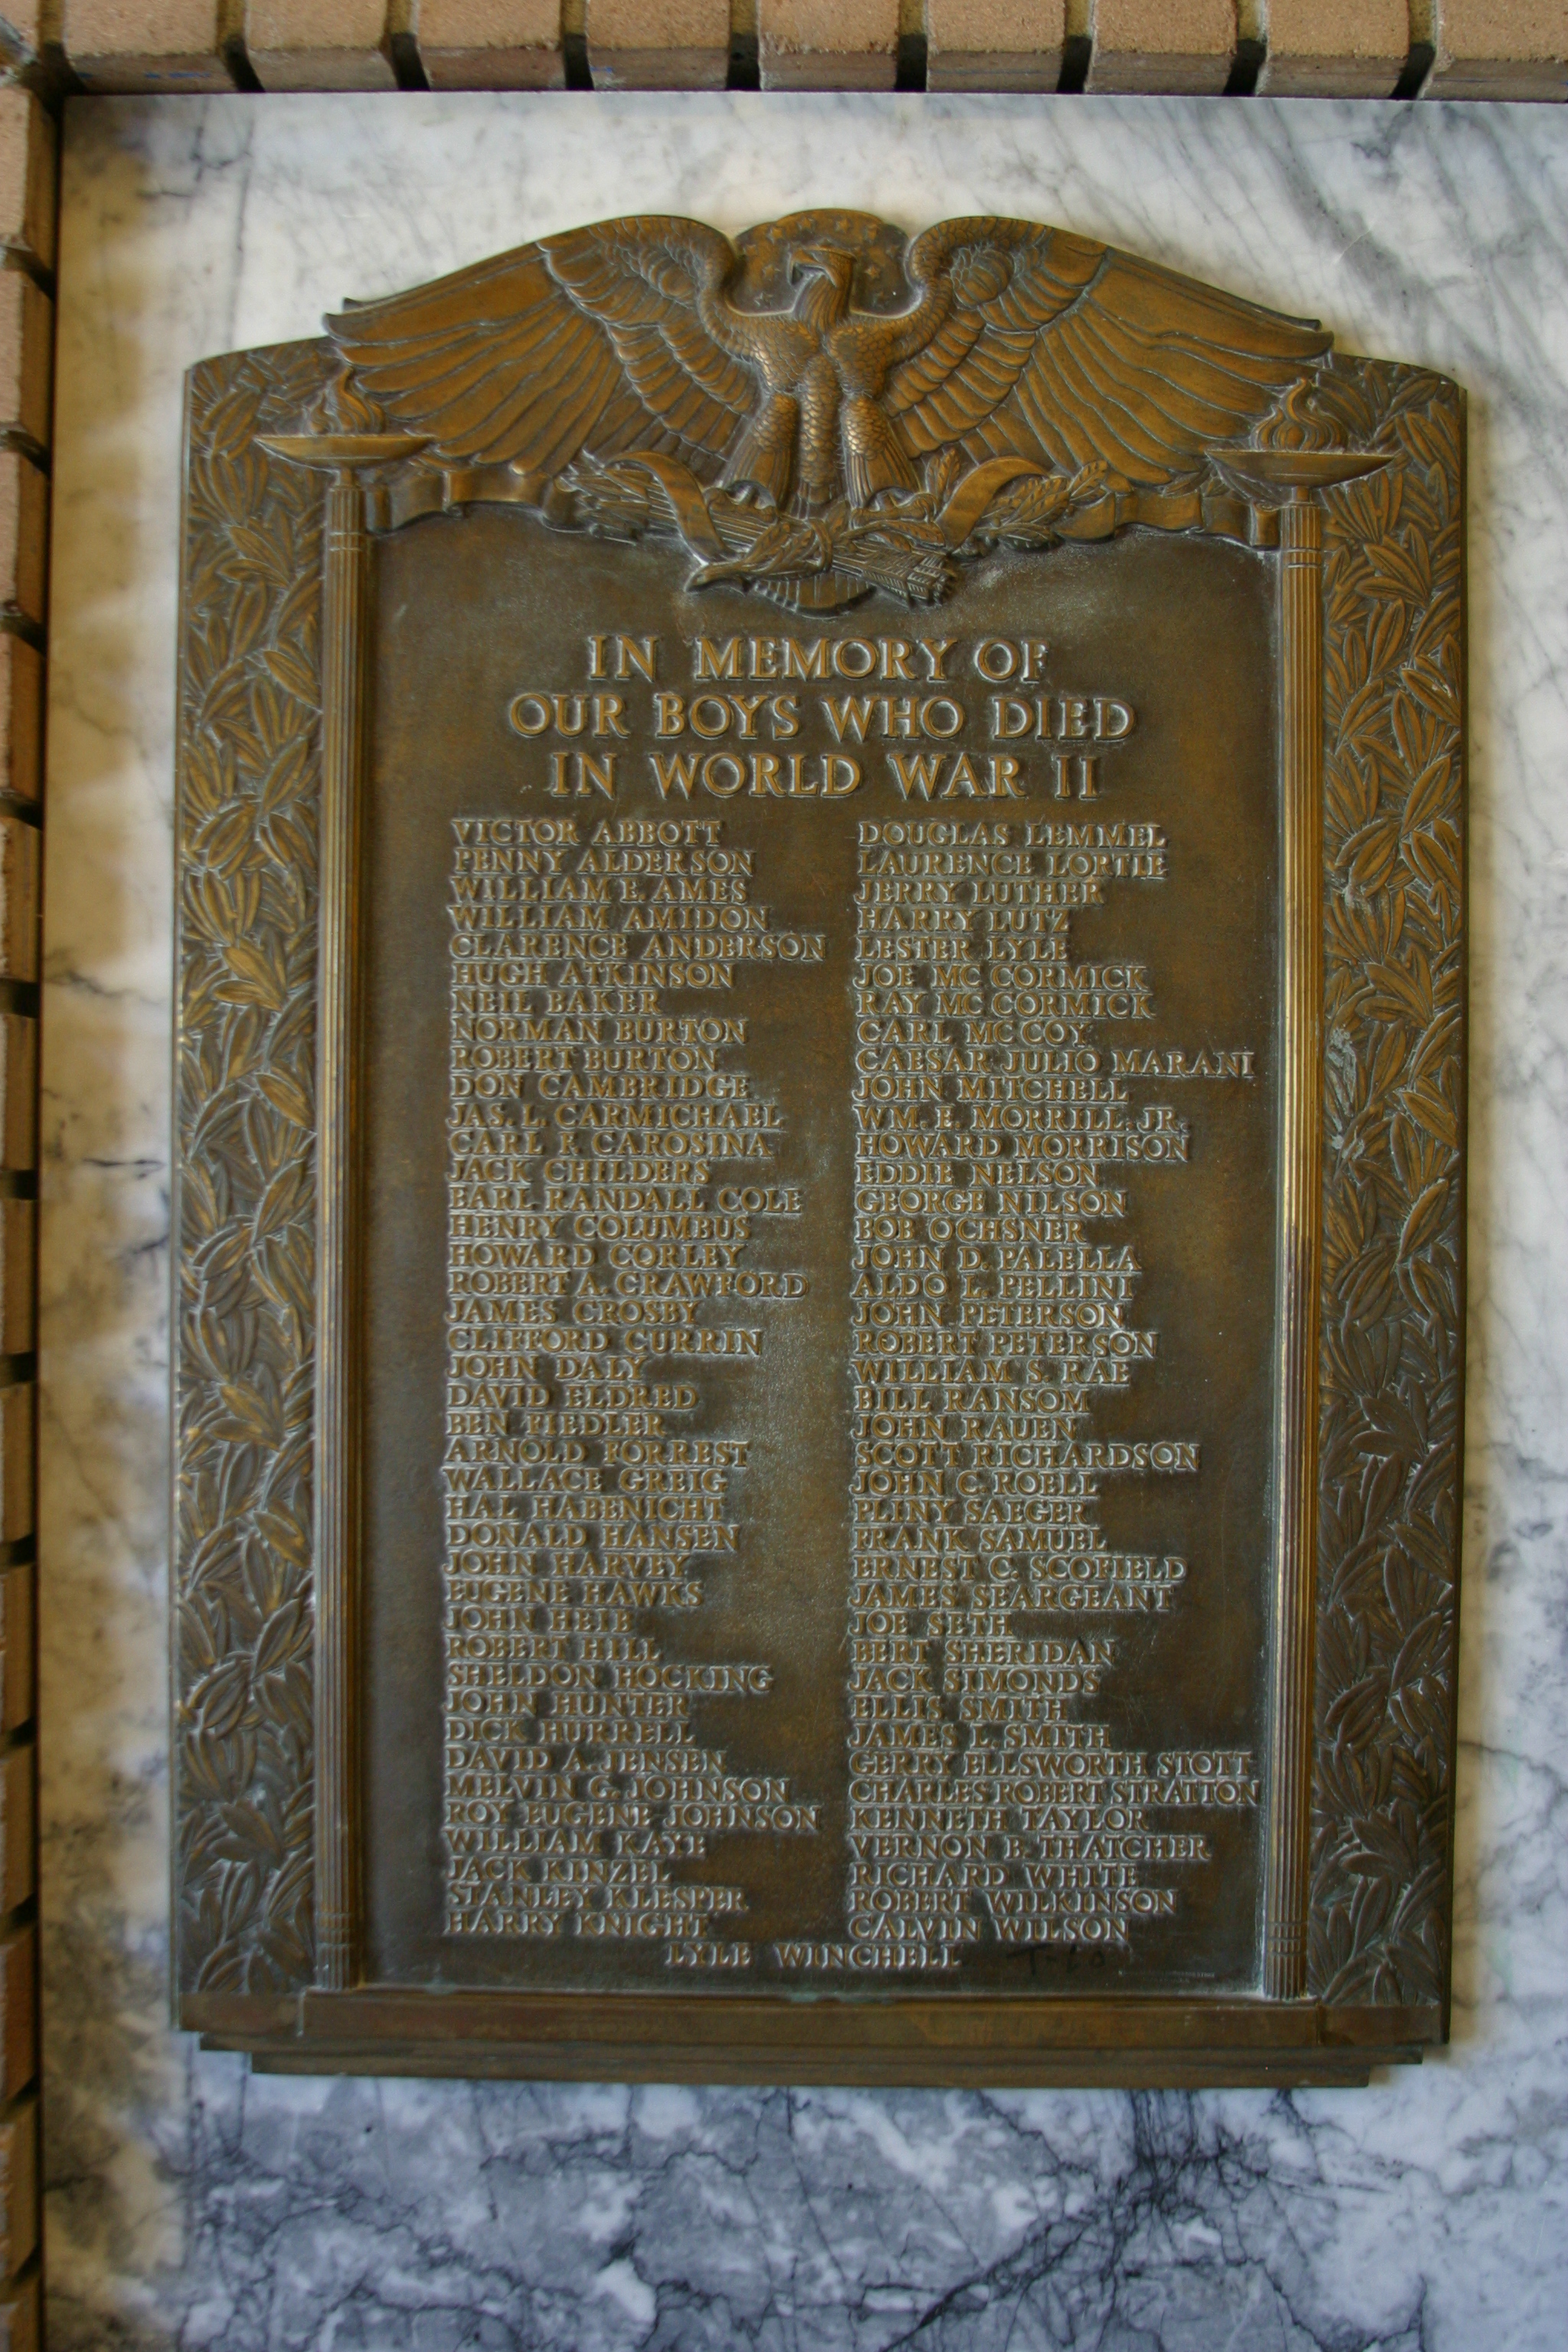 IN MEMORY OF
OUR BOYS WHO DIED
IN WORLD WAR II
VICTOR ABBOTT
PENNY ALDERSON
WILLIAM E. AMES
WILLIAM AMIDON
CLARENCE ANDERSON
HUGH ATKINSON
NEIL BAKER
NORMAN BURTON
ROBERT BURTON
DON CAMBRIDGE
JAS. L. CARMICHAEL
CARL F. CAROSINA
JACK CHILDERS
EARL RANDALL COLE
HENRY COLUMBUS
HOWARD CORLEY
ROBERT A. CRAWFORD
JAMES CROSBY
CLIFFORD CURRIN
JOHN DALY
DAVID ELDRED
BEN FIEDLER
ARNOLD FORREST
WALLACE GREIG
HAL HABENICHT
DONALD HANSEN
JOHN HARVEY
EUGENE HAWKS
JOHN HEIB
ROBERT HILL
SHELDON HOCKING
JOHN HUNTER
DICK HURRELL
DAVID A. JENSEN
MELVIN G. JOHNSON
ROY EUGENE JOHNSON
WILLIAM KAYE
JACK KINZEL
STANLEY KLESPER
HARRY KNIGHT
DOUGLAS LEMMEL
LAURENCE LORTIE
JERRY LUTHER
HARRY LUTZ
LESTER LYLE
JOE MC CORMICK
RAY MC CORMICK
CARL MC COY
CAESAR JULIO MARANI
JOHN MITCHELL
WM. E. MORRILL, JR.
HOWARD MORRISON
EDDIE NELSON
GEORGE NILSON
BOB OCHSNER
JOHN D. PALELLA
ALDO L. PELLINI
JOHN PETERSON
ROBERT PETERSON
WILLIAM S. RAE
BILL RANSOM
JOHN RAUEN
SCOTT RICHARDSON
JOHN C. ROELL
PLINY SAEGER
FRANK SAMUEL
ERNEST C. SCOFIELD
JAMES SEARGEANT
JOE SETH
BERT SHERIDAN
JACK SIMONDS
ELLIS SMITH
JAMES L. SMITH
GERRY ELLSWORTH STOTT
CHARLES ROBERT STRATTON
KENNETH TAYLOR
VERNON B. THATCHER
RICHARD WHITE
ROBERT WILKINSON
CALVIN WILSON
LYLE WINCHELL